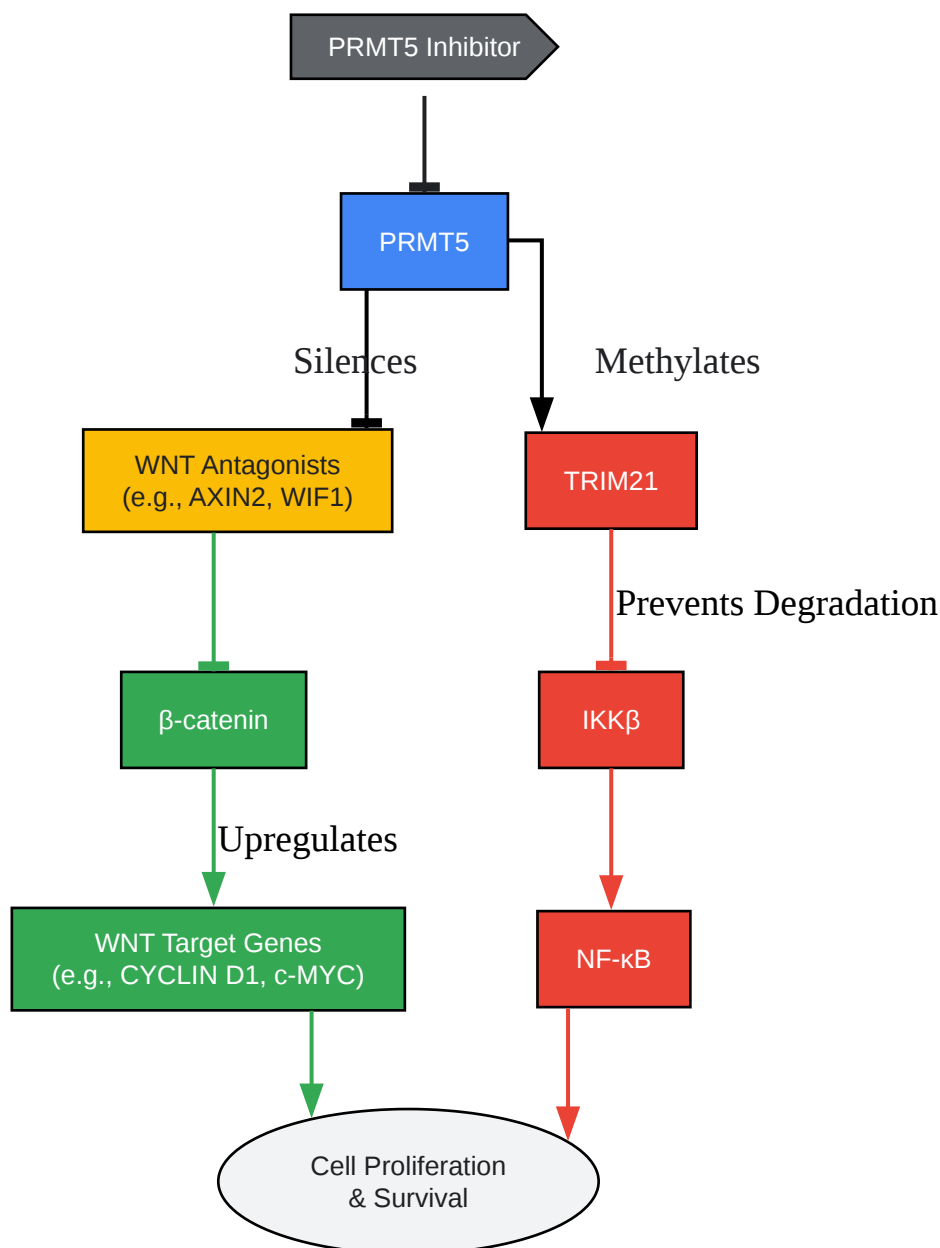 PRMT5 Inhibitor
PRMT5
Silences
Methylates
WNT Antagonists
(e.g., AXIN2, WIF1)
TRIM21
Prevents Degradation
β-catenin
IKKβ
Upregulates
WNT Target Genes
(e.g., CYCLIN D1, c-MYC)
NF-κB
Cell Proliferation
& Survival